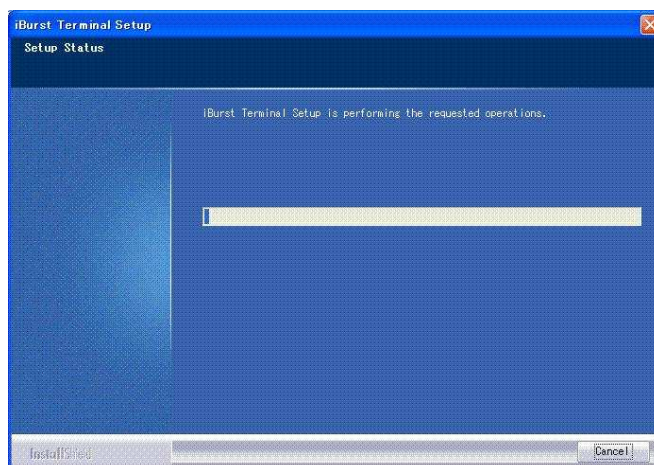 iBurst Terminal Setup
Setup Status
iBurst Terminal Setup is performing the requested operations.
InstallShield
Cancel